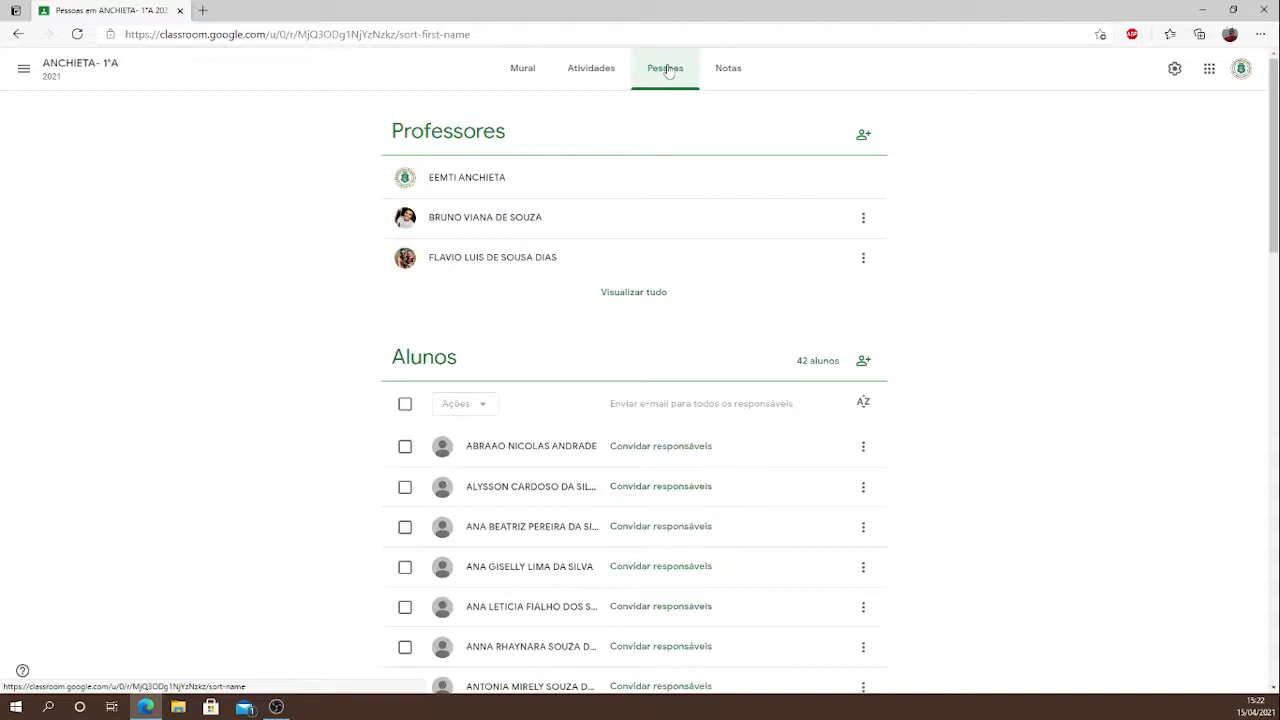 Pessoas em ANCHIETA- 1°A 202
https://classroom.google.com/u/0/r/MjQ3ODg1NjYzNzkz/sort-first-name
ANCHIETA- 1°A
2021
Mural
Atividades
Pessoas
Notas
Professores
EEMTI ANCHIETA
BRUNO VIANA DE SOUZA
FLAVIO LUIS DE SOUSA DIAS
Visualizar tudo
Alunos
42 alunos
Ações
Enviar e-mail para todos os responsáveis
AZ
ABRAAO NICOLAS ANDRADE Convidar responsáveis
ALYSSON CARDOSO DA SIL... Convidar responsáveis
ANA BEATRIZ PEREIRA DA SI... Convidar responsáveis
ANA GISELLY LIMA DA SILVA Convidar responsáveis
ANA LETICIA FIALHO DOS S... Convidar responsáveis
ANNA RHAYNARA SOUZA D... Convidar responsáveis
ANTONIA MIRELY SOUZA D... Convidar responsáveis
https://classroom.google.com/u/0/r/MjQ3ODg1NjYzNzkz/sort-name
15:22
15/04/2021